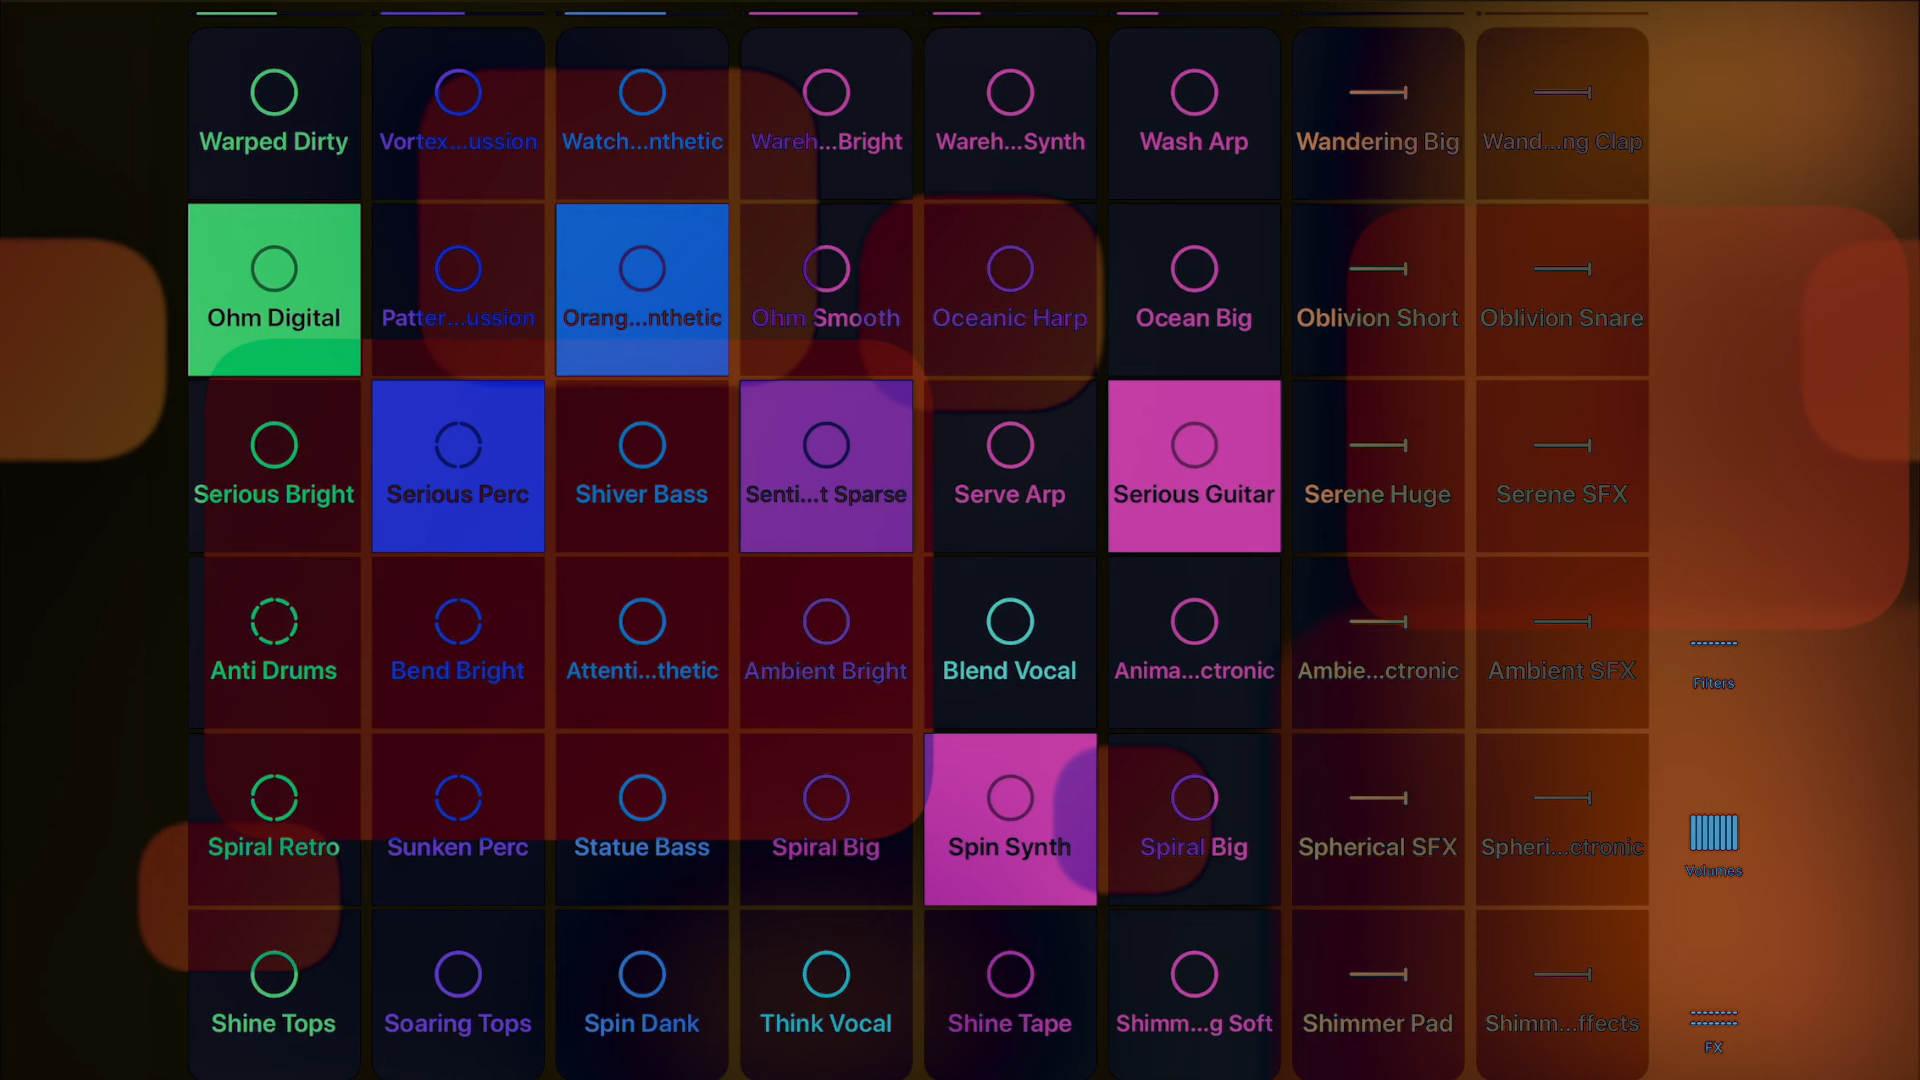 Warped Dirty
Vortex...ussion
Watch...nthetic
Wareh...Bright
Wareh...Synth
Wash Arp
Wandering Big
Wand...ng Clap
Ohm Digital
Patter...ussion
Orang...nthetic
Ohm Smooth
Oceanic Harp
Ocean Big
Oblivion Short
Oblivion Snare
Serious Bright
Serious Perc
Shiver Bass
Senti...t Sparse
Serve Arp
Serious Guitar
Serene Huge
Serene SFX
Anti Drums
Bend Bright
Attenti...thetic
Ambient Bright
Blend Vocal
Anima...ctronic
Ambie...ctronic
Ambient SFX
Filters
Spiral Retro
Sunken Perc
Statue Bass
Spiral Big
Spin Synth
Spiral Big
Spherical SFX
Spheri...ctronic
Volumes
Shine Tops
Soaring Tops
Spin Dank
Think Vocal
Shine Tape
Shimm...g Soft
Shimmer Pad
Shimm...ffects
FX